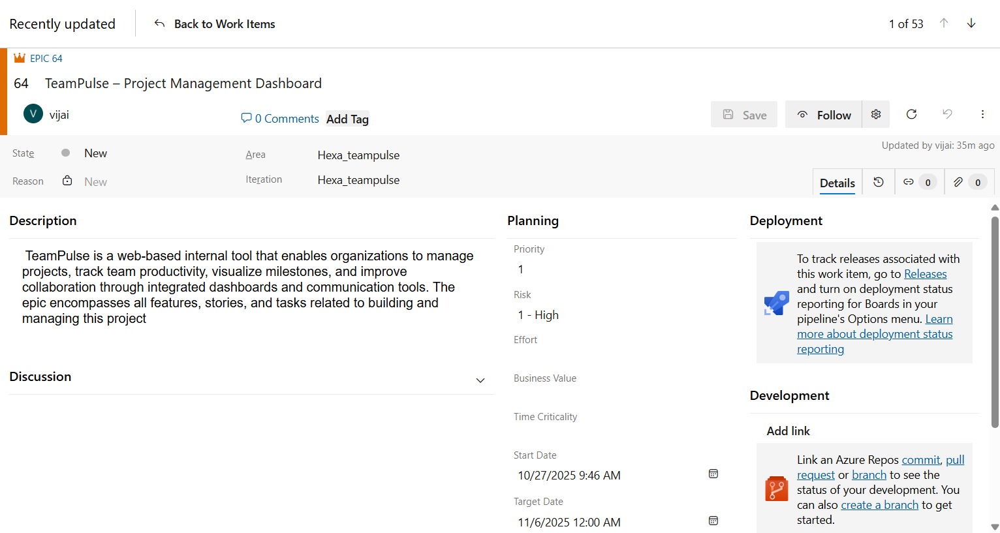 Recently updated
Back to Work Items
1 of 53
EPIC 64
64 TeamPulse – Project Management Dashboard
V vijai
0 Comments Add Tag
Save
Follow
Updated by vijai: 35m ago
State New
Area Hexa_teampulse
Reason New
Iteration Hexa_teampulse
Details
0
0
Description
TeamPulse is a web-based internal tool that enables organizations to manage
projects, track team productivity, visualize milestones, and improve
collaboration through integrated dashboards and communication tools. The
epic encompasses all features, stories, and tasks related to building and
managing this project
Discussion
Planning
Priority
1
Risk
1 - High
Effort
Business Value
Time Criticality
Start Date
10/27/2025 9:46 AM
Target Date
11/6/2025 12:00 AM
Deployment
To track releases associated with
this work item, go to Releases
and turn on deployment status
reporting for Boards in your
pipeline's Options menu. Learn
more about deployment status
reporting
Development
Add link
Link an Azure Repos commit, pull
request or branch to see the
status of your development. You
can also create a branch to get
started.